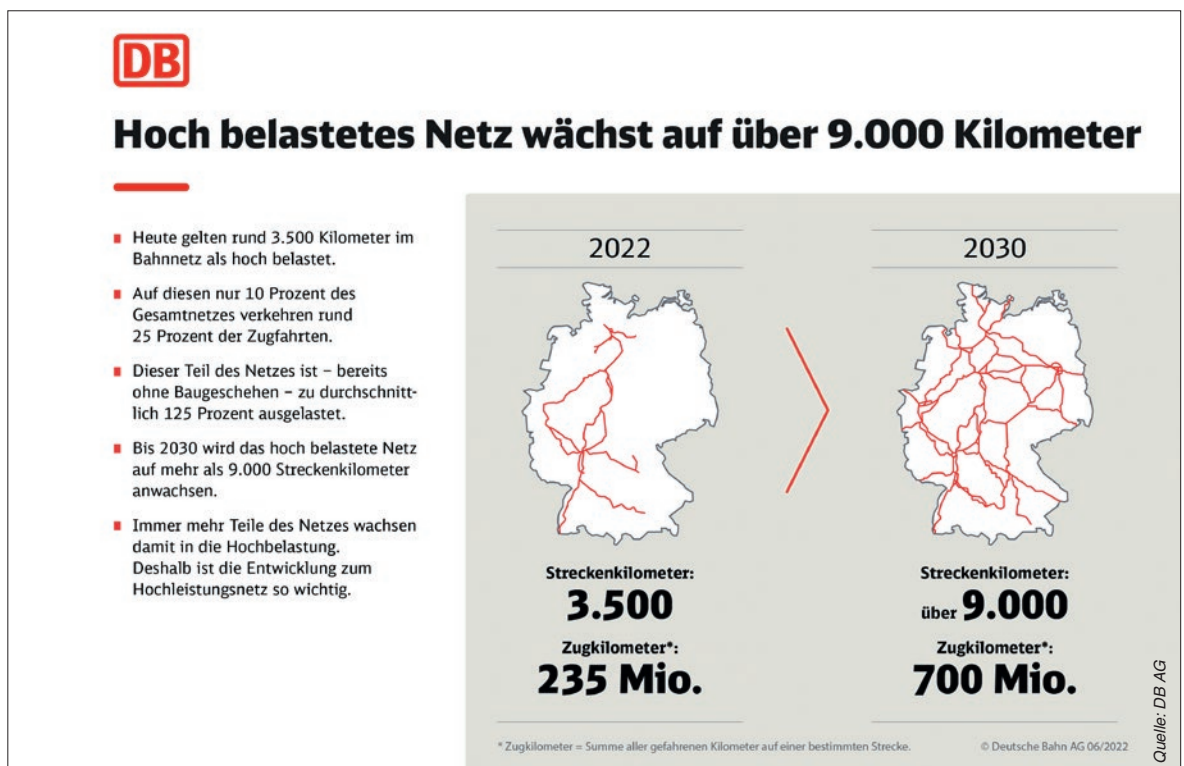 DB
Hoch belastetes Netz wächst auf über 9.000 Kilometer
Heute gelten rund 3.500 Kilometer im
Bahnnetz als hoch belastet.
Auf diesen nur 10 Prozent des
Gesamtnetzes verkehren rund
25 Prozent der Zugfahrten.
Dieser Teil des Netzes ist – bereits
ohne Baugeschehen – zu durchschnitt-
lich 125 Prozent ausgelastet.
Bis 2030 wird das hoch belastete Netz
auf mehr als 9.000 Streckenkilometer
anwachsen.
Immer mehr Teile des Netzes wachsen
damit in die Hochbelastung.
Deshalb ist die Entwicklung zum
Hochleistungsnetz so wichtig.
2022
Streckenkilometer:
3.500
Zugkilometer*:
235 Mio.
2030
Streckenkilometer:
über 9.000
Zugkilometer*:
700 Mio.
* Zugkilometer = Summe aller gefahrenen Kilometer auf einer bestimmten Strecke.
© Deutsche Bahn AG 06/2022
Quelle: DB AG